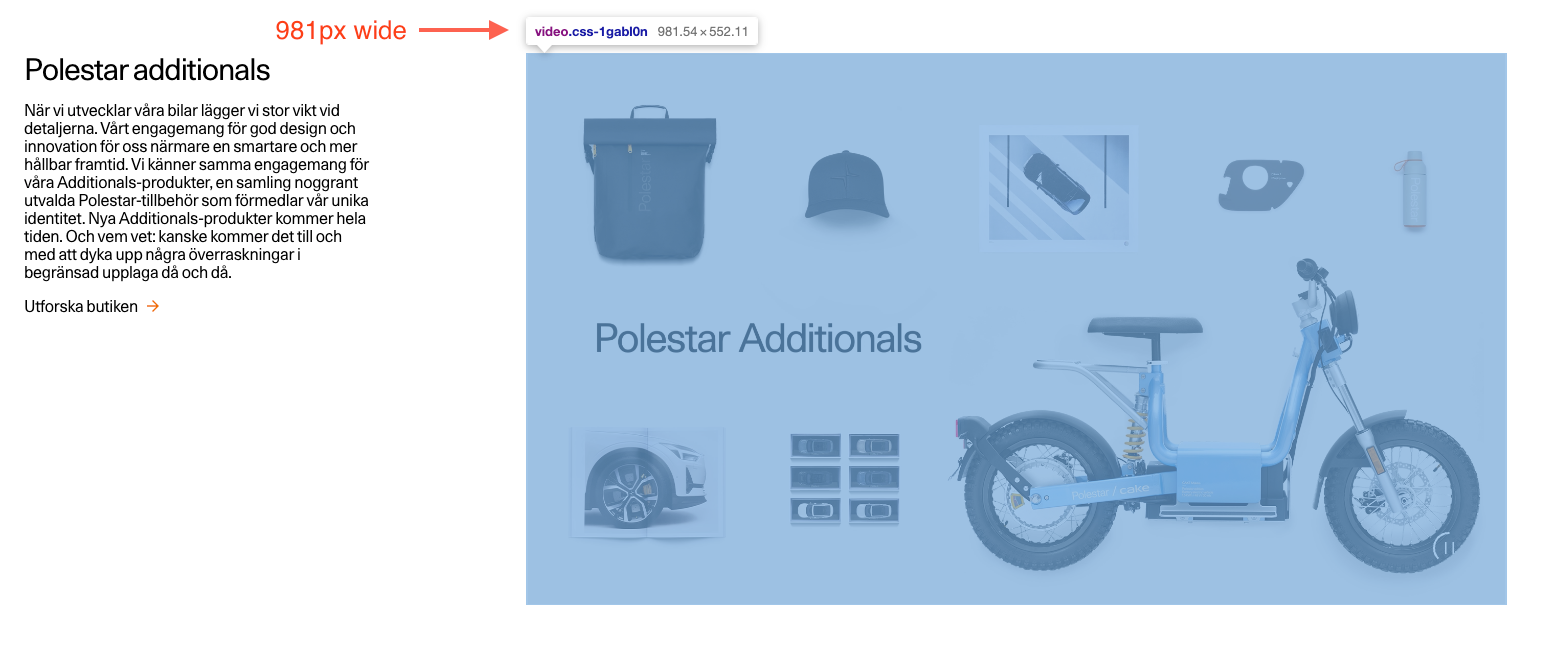 981px wide
video.css-1gabl0n 981.54 × 552.11
Polestar additionals
När vi utvecklar våra bilar lägger vi stor vikt vid
detaljerna. Vårt engagemang för god design och
innovation för oss närmare en smartare och mer
hållbar framtid. Vi känner samma engagemang för
våra Additionals-produkter, en samling noggrant
utvalda Polestar-tillbehör som förmedlar vår unika
identitet. Nya Additionals-produkter kommer hela
tiden. Och vem vet: kanske kommer det till och
med att dyka upp några överraskningar i
begränsad upplaga då och då.
Utforska butiken
Polestar
Polestar Additionals
Polestar / cake